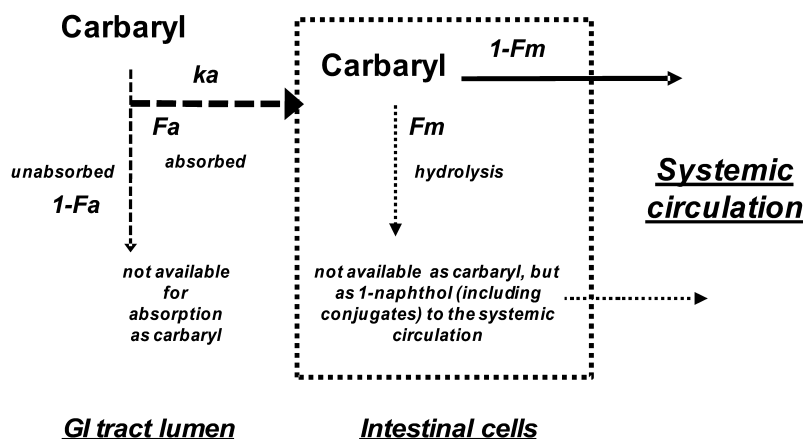 Carbaryl
ka
Fa
absorbed
unabsorbed
1-Fa
not available
for
absorption
as carbaryl
GI tract lumen
Carbaryl
1-Fm
Fm
hydrolysis
not available as carbaryl, but
as 1-naphthol (including
conjugates) to the systemic
circulation
Intestinal cells
Systemic
circulation